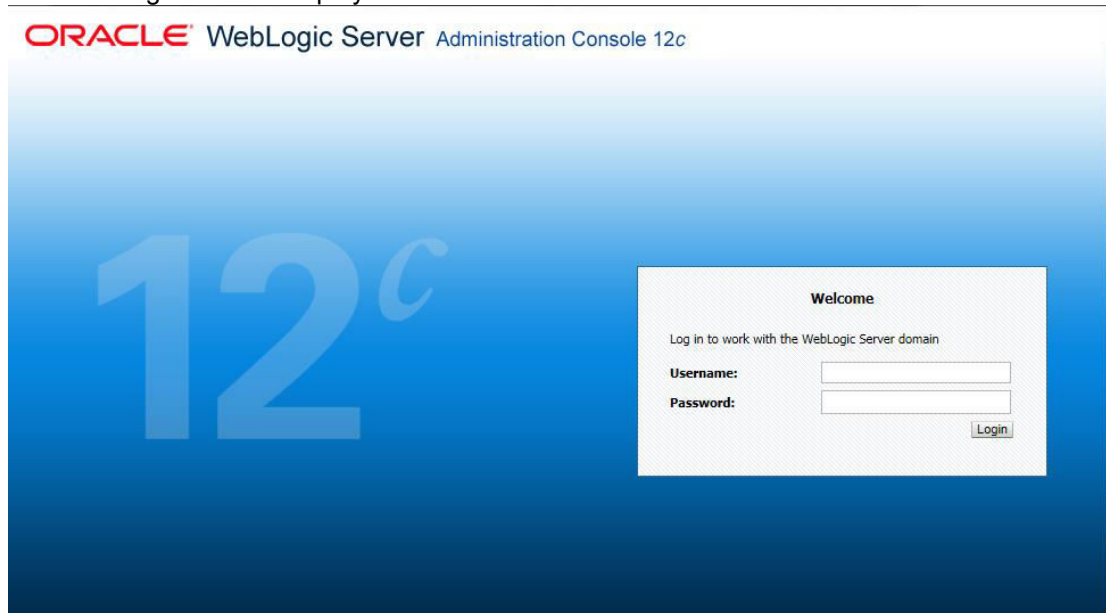 ORACLE® WebLogic Server Administration Console 12c
12c
Welcome
Log in to work with the WebLogic Server domain
Username:
Password:
Login